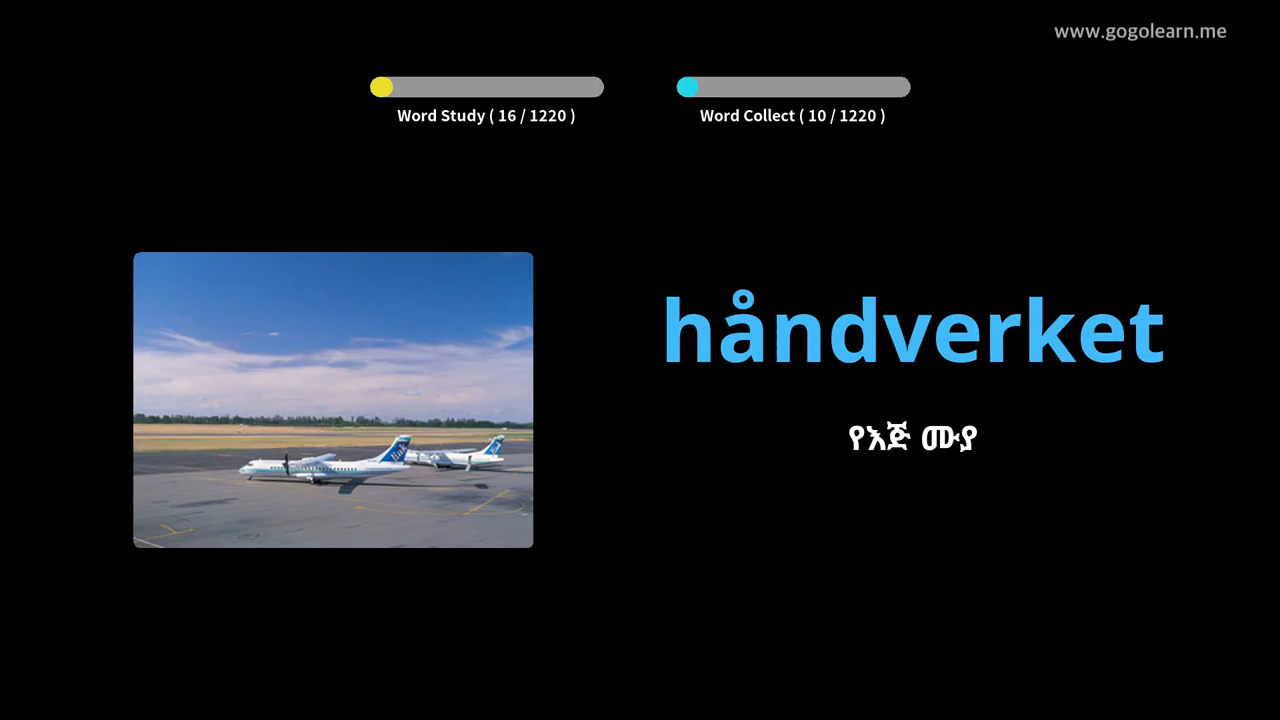 www.gogolearn.me
Word Study ( 16 / 1220 )
Word Collect ( 10 / 1220 )
håndverket
የእጅ ሙያ